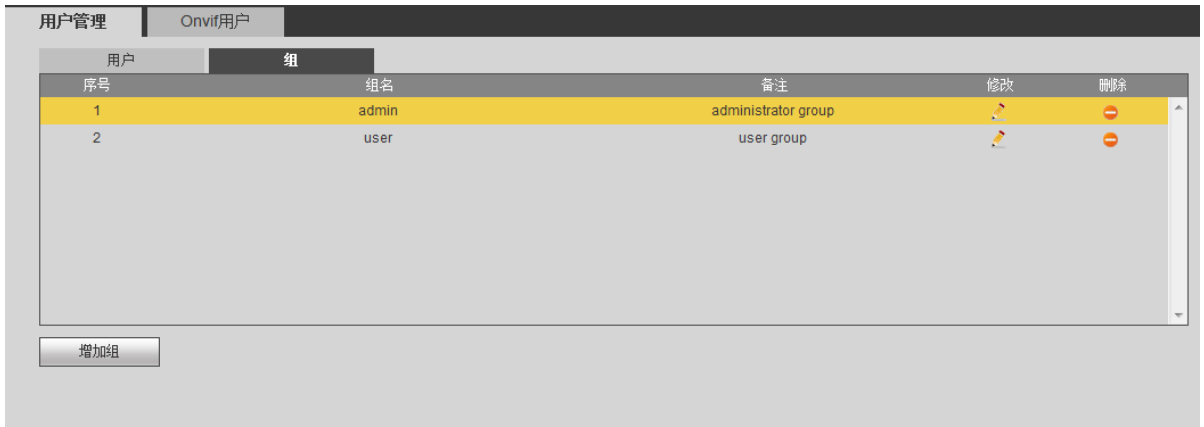 用户管理 Onvif用户
用户 组
序号 组名 备注 修改 删除
1 admin administrator group
2 user user group
增加组